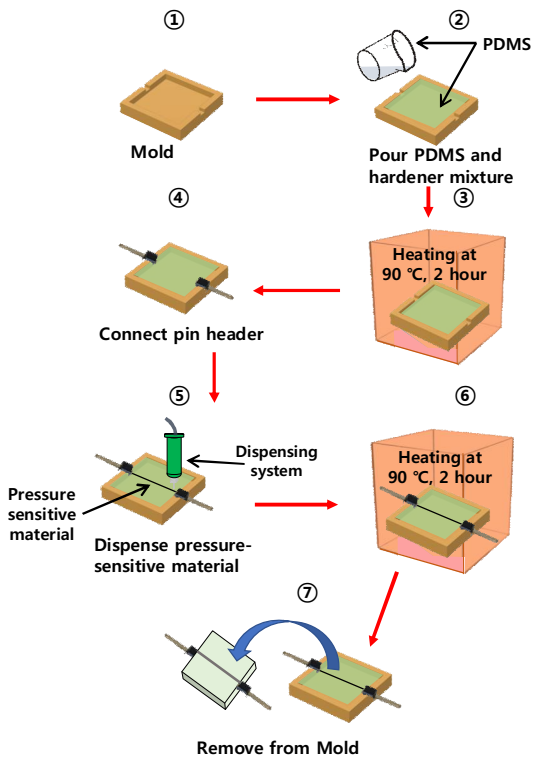 ①
Mold
②
PDMS
Pour PDMS and
hardener mixture
③
Heating at
90 ℃, 2 hour
④
Connect pin header
⑤
Dispensing
system
Pressure
sensitive
material
Dispense pressure-
sensitive material
⑥
Heating at
90 ℃, 2 hour
⑦
Remove from Mold